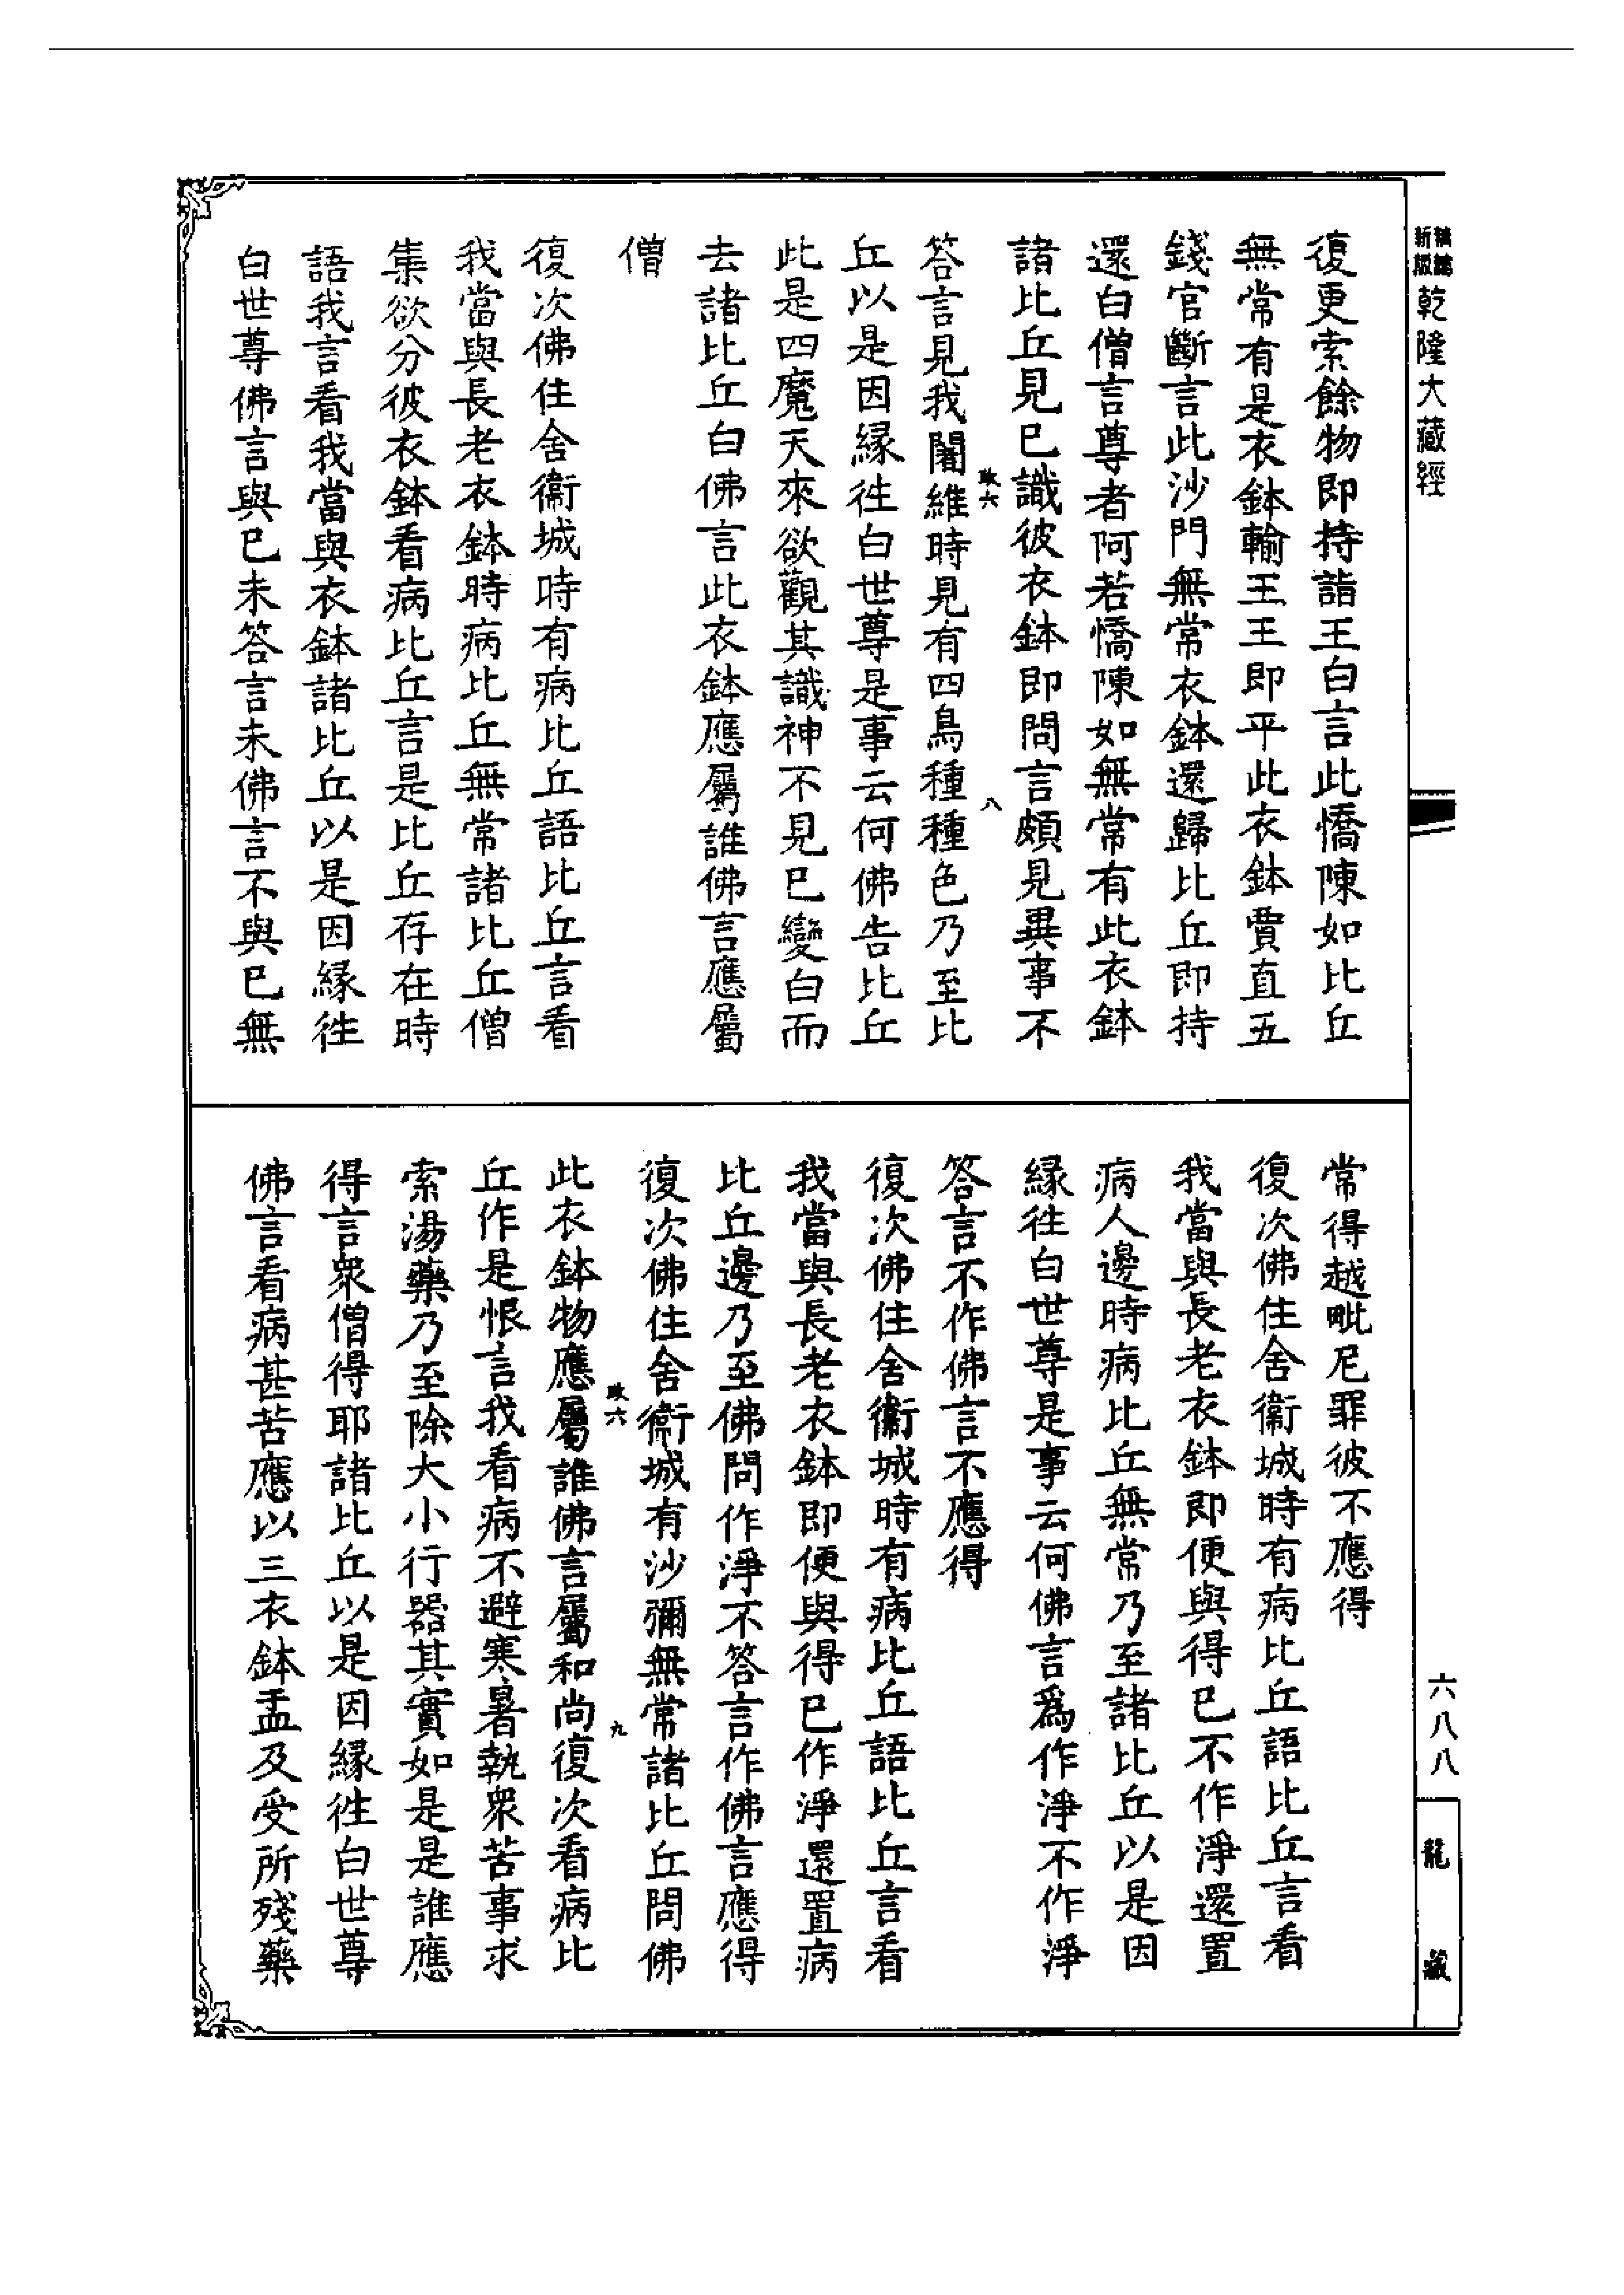 新版
乾隆大藏經
六八八
龍藏
復更索餘物即持詣王白言此憍陳如比丘
無常有是衣鉢輸王王即平此衣鉢賈直五
錢官斷言此沙門無常衣鉢還歸比丘即持
還白僧言尊者阿若憍陳如無常有此衣鉢
諸比丘見已識彼衣鉢即問言頗見異事不
政六
八
答言見我闍維時見有四鳥種種色乃至比
丘以是因緣往白世尊是事云何佛告比丘
此是四魔天來欲觀其識神不見已變白而
去諸比丘白佛言此衣鉢應屬誰佛言應屬
僧
復次佛住舍衞城時有病比丘語比丘言看
我當與長老衣鉢時病比丘無常諸比丘僧
集欲分彼衣鉢看病比丘言是比丘存在時
語我言看我當與衣鉢諸比丘以是因緣往
白世尊佛言與已未答言未佛言不與已無
常得越毗尼罪彼不應得
復次佛住舍衞城時有病比丘語比丘言看
我當與長老衣鉢即便與得已不作淨還置
病人邊時病比丘無常乃至諸比丘以是因
緣往白世尊是事云何佛言爲作淨不作淨
答言不作佛言不應得
復次佛住舍衞城時有病比丘語比丘言看
我當與長老衣鉢即便與得已作淨還置病
比丘邊乃至佛問作淨不答言作佛言應得
復次佛住舍衞城有沙彌無常諸比丘問佛
政六
九
此衣鉢物應屬誰佛言屬和尚復次看病比
丘作是恨言我看病不避寒暑執衆苦事求
索湯藥乃至除大小行器其實如是是誰應
得言衆僧得耶諸比丘以是因緣往白世尊
佛言看病甚苦應以三衣鉢盂及受所殘藥